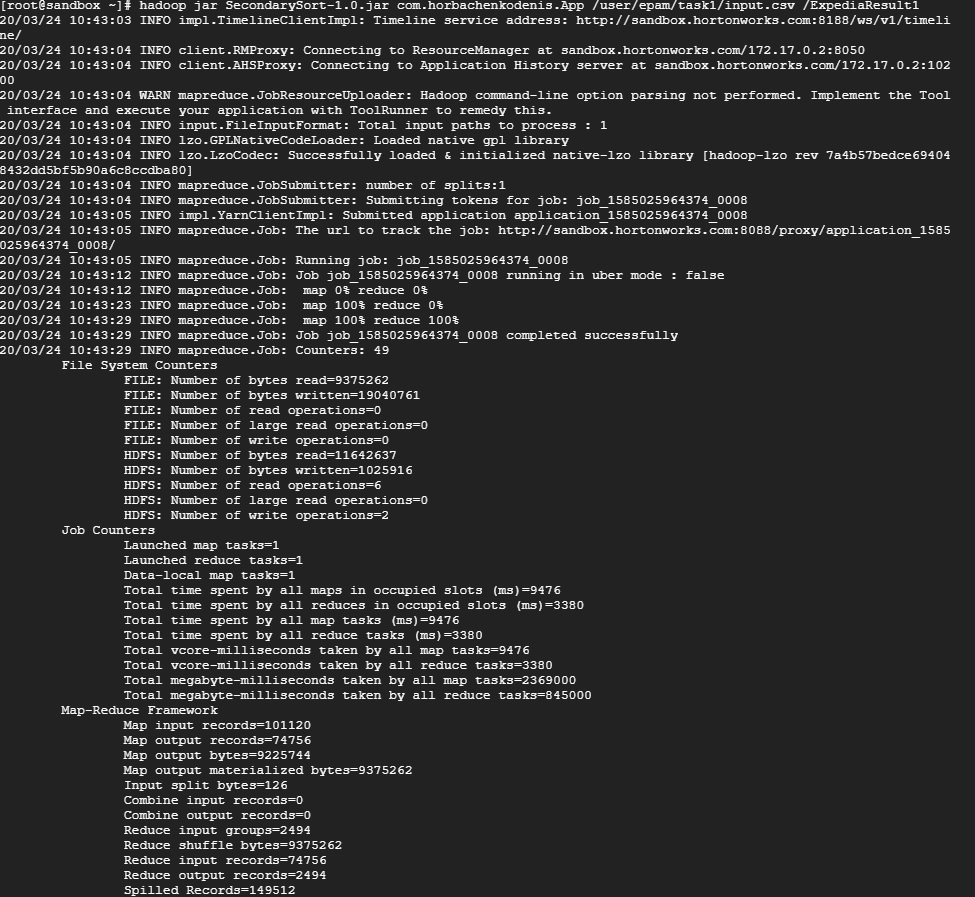 [root@sandbox ~]# hadoop jar SecondarySort-1.0.jar com.horbachenkodenis.App /user/epam/task1/input.csv /ExpediaResult1
20/03/24 10:43:03 INFO impl.TimelineClientImpl: Timeline service address: http://sandbox.hortonworks.com:8188/ws/v1/timeli
ne/
20/03/24 10:43:04 INFO client.RMProxy: Connecting to ResourceManager at sandbox.hortonworks.com/172.17.0.2:8050
20/03/24 10:43:04 INFO client.AHSProxy: Connecting to Application History server at sandbox.hortonworks.com/172.17.0.2:102
00
20/03/24 10:43:04 WARN mapreduce.JobResourceUploader: Hadoop command-line option parsing not performed. Implement the Tool
 interface and execute your application with ToolRunner to remedy this.
20/03/24 10:43:04 INFO input.FileInputFormat: Total input paths to process : 1
20/03/24 10:43:04 INFO lzo.GPLNativeCodeLoader: Loaded native gpl library
20/03/24 10:43:04 INFO lzo.LzoCodec: Successfully loaded & initialized native-lzo library [hadoop-lzo rev 7a4b57bedce69404
8432dd5bf5b90a6c8ccdba80]
20/03/24 10:43:04 INFO mapreduce.JobSubmitter: number of splits:1
20/03/24 10:43:04 INFO mapreduce.JobSubmitter: Submitting tokens for job: job_1585025964374_0008
20/03/24 10:43:05 INFO impl.YarnClientImpl: Submitted application application_1585025964374_0008
20/03/24 10:43:05 INFO mapreduce.Job: The url to track the job: http://sandbox.hortonworks.com:8088/proxy/application_1585
025964374_0008/
20/03/24 10:43:05 INFO mapreduce.Job: Running job: job_1585025964374_0008
20/03/24 10:43:12 INFO mapreduce.Job: Job job_1585025964374_0008 running in uber mode : false
20/03/24 10:43:12 INFO mapreduce.Job:  map 0% reduce 0%
20/03/24 10:43:23 INFO mapreduce.Job:  map 100% reduce 0%
20/03/24 10:43:29 INFO mapreduce.Job:  map 100% reduce 100%
20/03/24 10:43:29 INFO mapreduce.Job: Job job_1585025964374_0008 completed successfully
20/03/24 10:43:29 INFO mapreduce.Job: Counters: 49
File System Counters
FILE: Number of bytes read=9375262
FILE: Number of bytes written=19040761
FILE: Number of read operations=0
FILE: Number of large read operations=0
FILE: Number of write operations=0
HDFS: Number of bytes read=11642637
HDFS: Number of bytes written=1025916
HDFS: Number of read operations=6
HDFS: Number of large read operations=0
HDFS: Number of write operations=2
Job Counters
Launched map tasks=1
Launched reduce tasks=1
Data-local map tasks=1
Total time spent by all maps in occupied slots (ms)=9476
Total time spent by all reduces in occupied slots (ms)=3380
Total time spent by all map tasks (ms)=9476
Total time spent by all reduce tasks (ms)=3380
Total vcore-milliseconds taken by all map tasks=9476
Total vcore-milliseconds taken by all reduce tasks=3380
Total megabyte-milliseconds taken by all map tasks=2369000
Total megabyte-milliseconds taken by all reduce tasks=845000
Map-Reduce Framework
Map input records=101120
Map output records=74756
Map output bytes=9225744
Map output materialized bytes=9375262
Input split bytes=126
Combine input records=0
Combine output records=0
Reduce input groups=2494
Reduce shuffle bytes=9375262
Reduce input records=74756
Reduce output records=2494
Spilled Records=149512